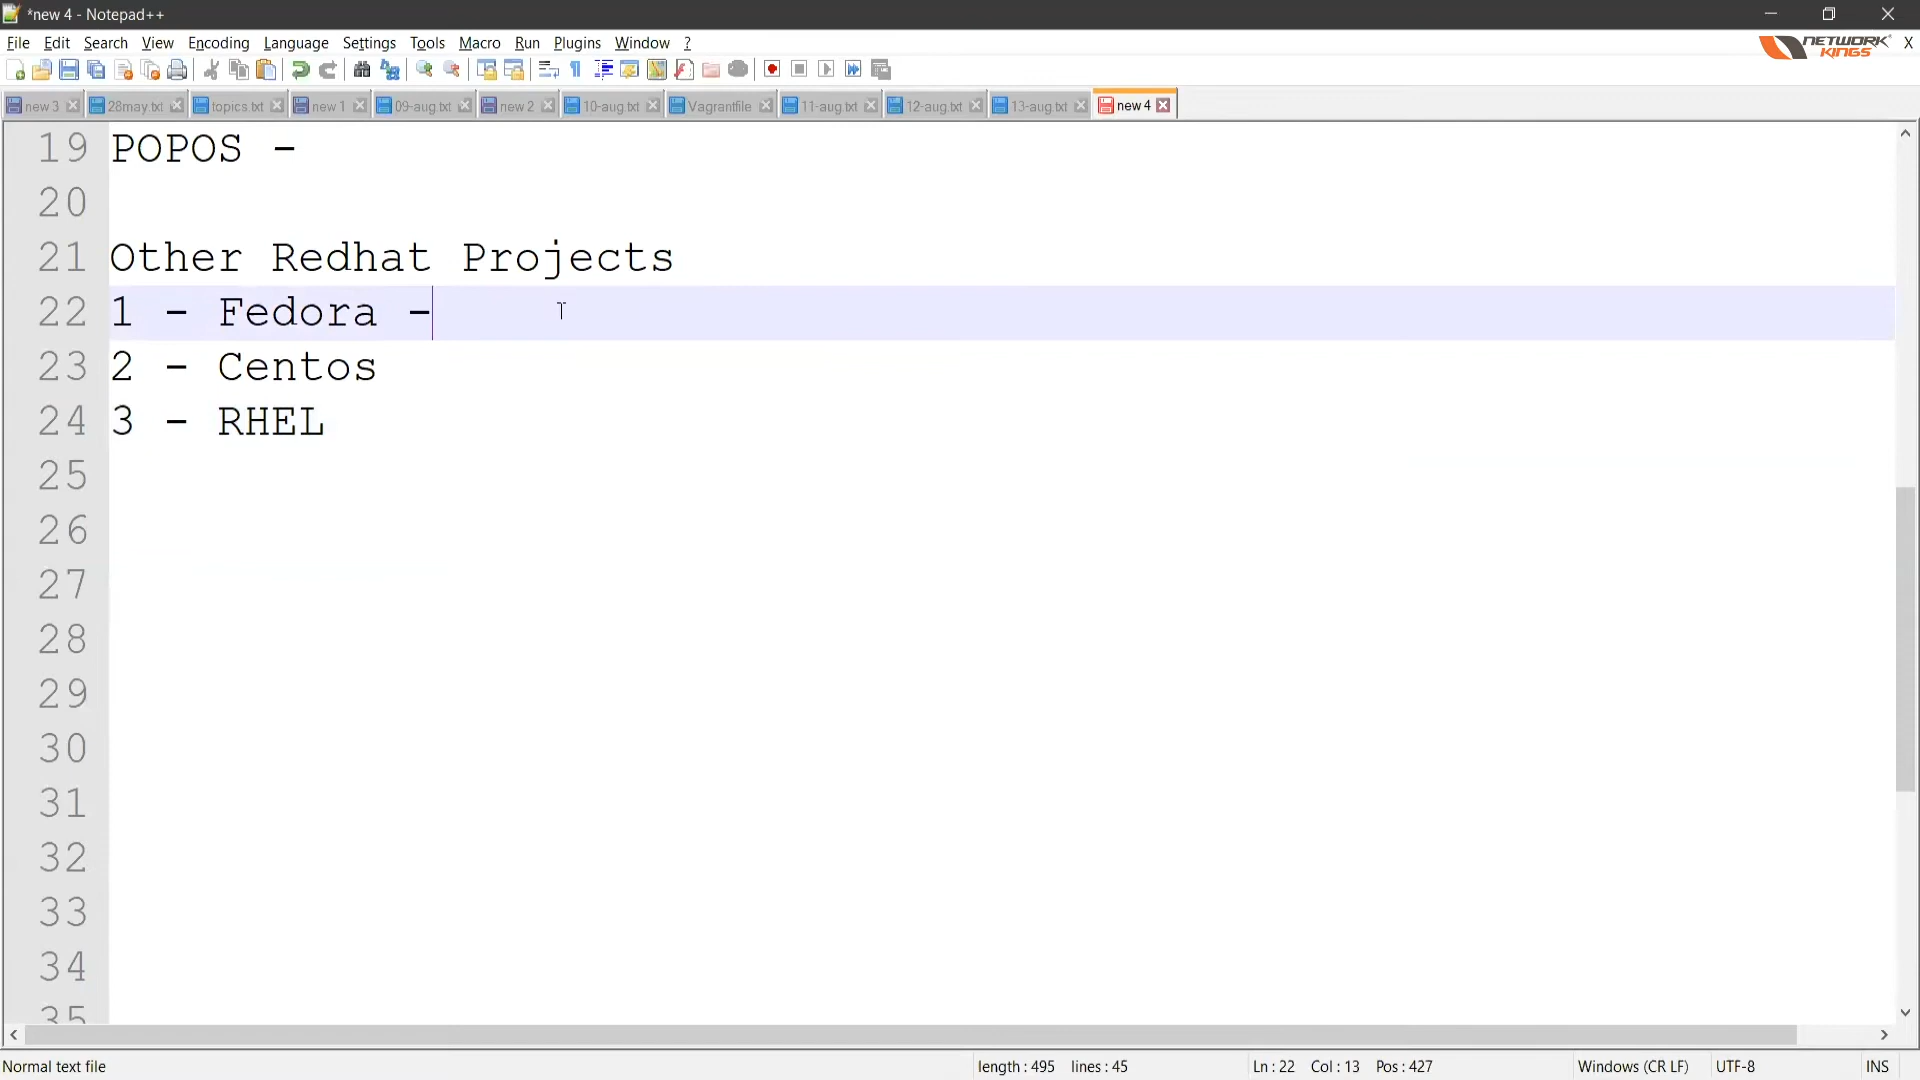 *new 4 - Notepad++
File Edit Search View Encoding Language Settings Tools Macro Run Plugins Window ? X
NETWORK KINGS
new 3 28may.txt topics.txt new 1 09-aug.txt new 2 10-aug.txt Vagrantfile 11-aug.txt 12-aug.txt 13-aug.txt new 4
19 POPOS -
20
21 Other Redhat Projects
22 1 - Fedora -
23 2 - Centos
24 3 - RHEL
25
26
27
28
29
30
31
32
33
34
35
Normal text file length : 495 lines : 45 Ln : 22 Col : 13 Pos : 427 Windows (CR LF) UTF-8 INS